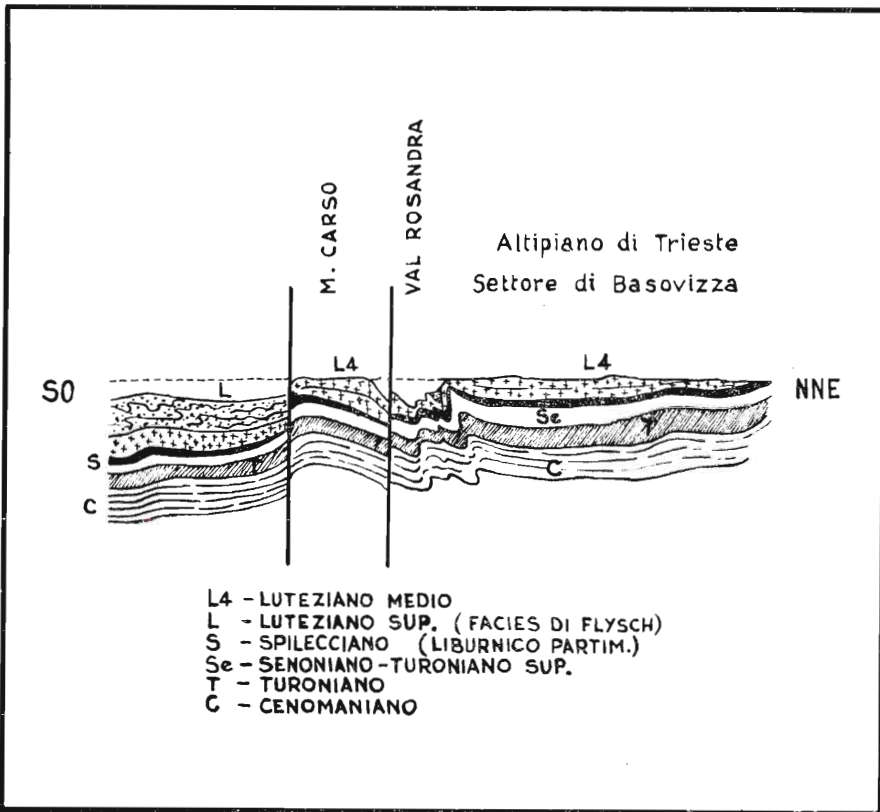 M. CARSO
VAL ROSANDRA
Altipiano di Trieste
Settore di Basovizza
L4
L4
SO
L
NNE
Se
T
T
T
S
C
C
L4 - LUTEZIANO MEDIO
L - LUTEZIANO SUP. (FACIES DI FLYSCH)
S - SPILECCIANO (LIBURNICO PARTIM.)
Se - SENONIANO - TURONIANO SUP.
T - TURONIANO
C - CENOMANIANO